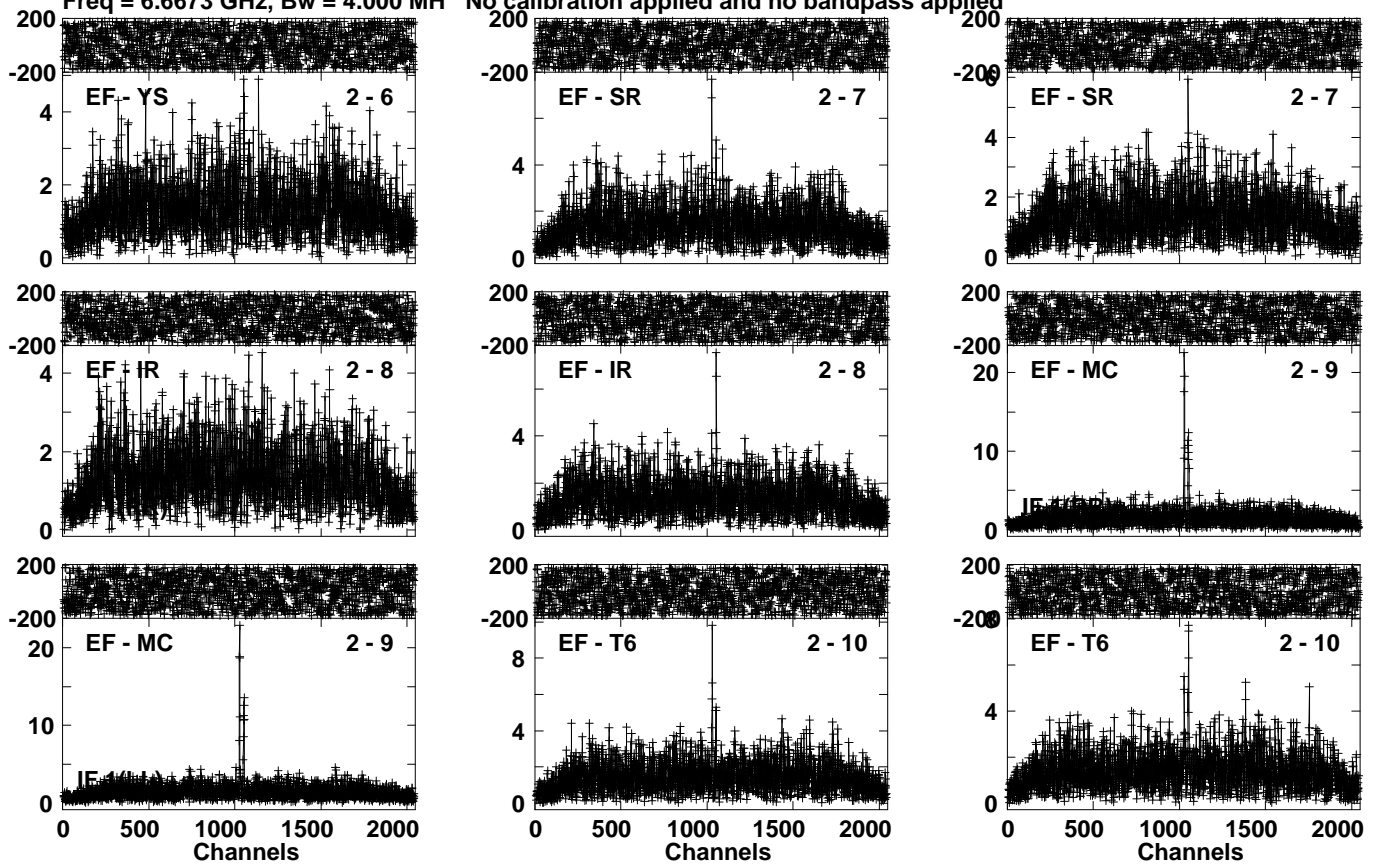 Freq = 6.6673 GHz, Bw = 4.000 MH No calibration applied and no bandpass applied
200 200 200
-200 -200 -200
EF - YS 2 - 6 EF - SR 2 - 7 EF - SR 2 - 7
6
4 4 4
2 2
0 0 0
200 200 200
-200 -200 -200
EF - IR 2 - 8 EF - IR 2 - 8 EF - MC 2 - 9
4 4 20
2 10
0 0 0
200 200 200
-200 -200 -200
EF - MC 2 - 9 EF - T6 2 - 10 EF - T6 2 - 10
20 8 8
10 4 4
0 0 0
0 500 1000 1500 2000 0 500 1000 1500 2000 0 500 1000 1500 2000
Channels Channels Channels